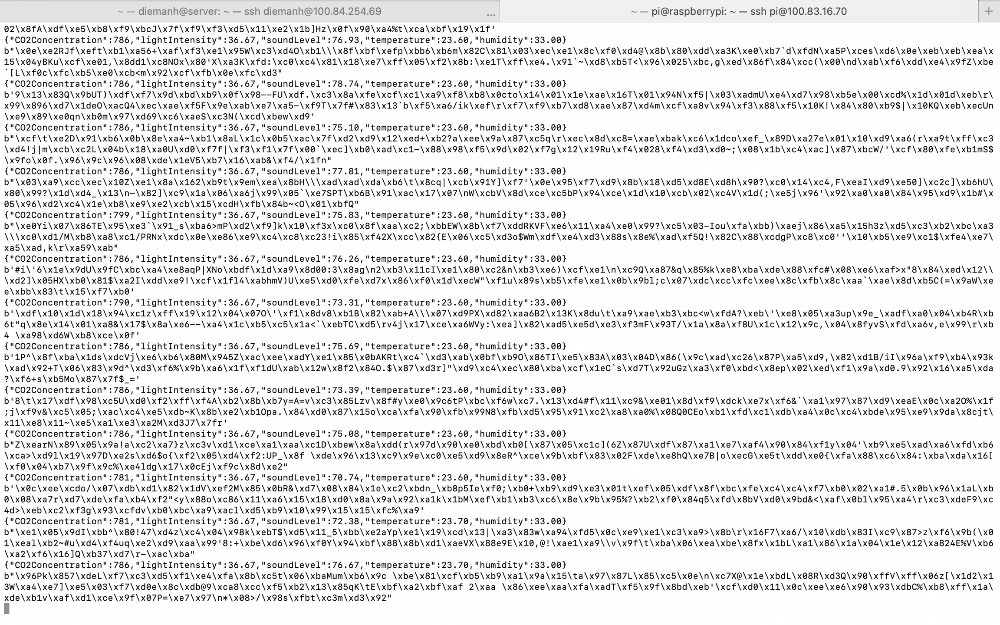 ~ — diemanh@server: ~ — ssh diemanh@100.84.254.69 ...
~ — pi@raspberrypi: ~ — ssh pi@100.83.16.70 +
02\x8fA\xdf\xe5\xb8\xf9\xbcJ\x7f\xf9\xf3\xd5\x11\xe2\x1b]Hz\x0f\x90\xa4%t\xca\xbf\x19\x1f'
{"CO2Concentration":786,"lightIntensity":36.67,"soundLevel":76.93,"temperature":23.60,"humidity":33.00}
b"\x0e\xe2RJf\xeft\xb1\xa56+\xaf\xf3\xe1\x95W\xc3\xd4O\xb1\\\x8f\xbf\xefp\xbb6\xb6m\x82C\x81\x03\xec\xe1\x8c\xf0\xd4@\x8b\x80\xdd\xa3K\xe0\xb7`d\xfdN\xa5P\xces\xd6\x0e\xeb\xeb\xea\x
15\x04yBKu\xcf\xe01,\x8dd1\xc8NOx\x80'X\xa3K\xfd:\xc0\xc4\x81\x18\xe7\xff\x05\xf2\x8b:\xe1T\xff\xe4.\x91`~\xd8\xb5T<\x96\x025\xbc,g\xed\x86f\x84\xcc(\x00\nd\xab\xf6\xdd\xe4\x9fZ\xbe
`[L\xf0c\xfc\xb5\xe0\xcb<m\x92\xcf\xfb\x0e\xfc\xd3"
{"CO2Concentration":786,"lightIntensity":36.67,"soundLevel":78.74,"temperature":23.60,"humidity":33.00}
b'9\x13\x83Q\x9bUT)\xdf\xf7\x9d\xbd\xb9\x0f\x98--FU\xdf.\xc3\x8a\xfe\xcf\xc1\xa9\xf8\xb8\x0cto\x14\x01\x1e\xae\x16T\x01\x94N\xf5|\x03\xadmU\xe4\xd7\x98\xb5e\x00\xcd%\x1d\x01d\xeb\r\
x99\x896\xd7\x1deO\xacQ4\xec\xae\xf5F\x9e\xab\xe7\xa5-\xf9T\x7f#\x83\x13`b\xf5\xa6/ik\xef\r\xf7\xf9\xb7\xd8\xae\x87\xd4m\xcf\xa8v\x94\xf3\x88\xf5\x10K!\x84\x80\xb9$|\x10KQ\xeb\xecUn
\xe9\x89\xe0qn\xb0m\x97\xd69\xc6\xaeS\xc3N(\xcd\xbew\xd9'
{"CO2Concentration":786,"lightIntensity":36.67,"soundLevel":75.10,"temperature":23.60,"humidity":33.00}
b"\xcf\t\xe2D\x91\xb6\x0b\x8e\xa4~\xb1\x8aL\x1c\x0b5\xac\x7f\xd2\xd9\x12\xed+\xb2?a\xee\x9a\x87\xc5q\r\xec\x8d\xc8=\xae\xbak\xc6\x1dco\xef_\x89D\xa27e\x01\x10\xd9\xa6(r\xa9t\xff\xc3
\xd4!j|m\xcb\xc2L\x04b\x18\xa0U\xd0\xf7f|\xf3\xf1\x7f\x00`\xec]\xb0\xad\xc1-\x88\x98\xf5\x9d\x02\xf7g\x12\x19Ru\xf4\x028\xf4\xd3\xd0~;\x08\x1b\xc4\xac]\x87\xbcW/'\xcf\x80\xfe\xb1mS$
\x9fo\x0f.\x96\x9c\x96\x08\xde\x1eV5\xb7\x16\xab&\xf4/\x1fn"
{"CO2Concentration":786,"lightIntensity":36.67,"soundLevel":77.81,"temperature":23.60,"humidity":33.00}
b"\x03\xa9\xcc\xec\x10Z\xe1\x8a\x162\xb9t\x9em\xea\x8bH\\\xad\xad\xda\xb6\t\x8cq|\xcb\x91Y]\xf7'\x0e\x95\xf7\xd9\x8b\x18\xd5\xd8E\xd8h\x90?\xc0\x14\xc4,F\xeaI\xd9\xe50]\xc2c]\xb6hU\
x80\x99?\x1d\xd4_\x13\n-\x82]\xc9\x1a\x06\xa6j\x99\x05`\xe7SPT\xb6B\x91\xac\x17\x07\nW\xcbV\x8d\xce\xc5bP\x94\xce\x1d\x10\xcb\x02\xc4V\x1d(;\xe5j\x96'\x92\xa0\xa0\x84\x95\xd9\x1b#\x
05\x96\xd2\xc4\x1e\xb8\xe9\xe2\xcb\x15\xcdH\xfb\x84b~<O\x01\xbfQ"
{"CO2Concentration":799,"lightIntensity":36.67,"soundLevel":75.83,"temperature":23.60,"humidity":33.00}
b"\xe0Yi\x07\x86TE\x95\xe3`\x91_s\xba6>mP\xd2\xf9]k\x10\xf3x\xc0\x8f\xaa\xc2;\xbbEW\x8b\xf7\xddRKVF\xe6\x11\xa4\xe0\x99?\xc5\x03-Iou\xfa\xbb)\xaej\x86\xa5\x15h3z\xd5\xc3\xb2\xbc\xa3
\\\xc0\xd1/M\xb8\xa8\xc1/PRNx\xdc\x0e\xe86\xe9\xc4\xc8\xc23!i\x85\xf42X\xcc\x82{E\x06\xc5\xd3o$Wm\xdf\xe4\xd3\x88s\x8e%\xad\xf5Q!\x82C\x88\xcdgP\xc8\xc0''\x10\xb5\xe9\xc1$\xfe4\xe7\
xa5\xad,k\r\xa59\xab"
{"CO2Concentration":786,"lightIntensity":36.67,"soundLevel":76.26,"temperature":23.60,"humidity":33.00}
b'#i\'6\x1e\x9dU\x9fC\xbc\xa4\xe8aqP|XNo\xbdf\x1d\xa9\x8d00:3\x8ag\n2\xb3\x11cI\xe1\x80\xc2&n\xb3\xe6)\xcf\xe1\n\xc9Q\xa87&q\x85%k\xe8\xba\xde\x88\xfc#\x08\xe6\xaf>x"8\x84\xed\x12\\
\xd2]\x05HX\xb0\x81$\xa2I\xdd\xe9!\xcf\x1fl4\xabhmV)U\xe5\xd0\xfe\xd7x\x86\xf0\x1d\xecW"\xf1u\x89s\xb5\xfe\xe1\x0b\x9bl;c\x07\xdc\xcc\xfc\xee\x8c\xfb\x8c\xaa`\xae\x8d\xb5C(=\x9aW\xe
e\xbb\x83\t\x15\xf7\xb0'
{"CO2Concentration":790,"lightIntensity":36.67,"soundLevel":73.31,"temperature":23.60,"humidity":33.00}
b'\xdf\x10\x1d\x18\x94\xc1z\xff\x19\x12\x04\x07O\'\xf1\x8dv8\xb1B\x82\xab+A\\\x07\xd9PX\xd82\xaa6B2\x13K\x8du\t\xa9\xae\xb3\xbc<w\xfdA?\xeb\'\xe8\x05\xa3up\x9e_\xadf\xa0\x04\xb4R\xb
6t"q\x8e\x14\x01\xa8&\x17$\x8a\xe6--\xa4\x1c\xb5\xc5\x1a<`\xebTC\xd5\rv4j\x17\xce\xa6WVy:\xea]\x82\xad5\xe5d\xe3\xf3mF\x93T/\x1a\x8a\xf8U\x1c\x12\x9c,\x04\x8fyvS\xfd\xa6v,e\x99\r\xb
4 \xa98\xd6W\xb8\xce\x0f'
{"CO2Concentration":786,"lightIntensity":36.67,"soundLevel":75.69,"temperature":23.60,"humidity":33.00}
b'1P^\x8f\xba\x1ds\xdcVj\xe6\xb6\x80M\x945Z\xac\xee\xadY\xe1\x85\x0bAKRt\xc4`\xd3\xab\x0bf\xb9O\x86TI\xe5\x83A\x03\x04D\x86(\x9c\xad\xc26\x87P\xa5\xd9,\x82\xd1B/iI\x96a\xf9\xb4\x93k
\xad\x92+T\x06\x83\x9d^\xd3\xf6%\x9b\xa6\x1f\xf1dU\xab\x12w\x8f2\x84O.$\x87\xd3r]"\xd9\xc4\xec\x80\xba\xcf\x1eC`s\xd7T\x92uGz\xa3\xf0\xbd<\x8ep\x02\xed\xf1\x9a\xd0.9\x92\x16\xa5\xda
?\xf6+s\xb5Mo\x87\x7f$_='
{"CO2Concentration":786,"lightIntensity":36.67,"soundLevel":73.39,"temperature":23.60,"humidity":33.00}
b'8\t\x17\xdf\x98\xc5U\xd0\xf2\xff\xf4A\xb2\x8b\xb7y=A=v\xc3\x85Lzv\x8f#y\xe0\x9c6tP\xbc\xf6w\xc7.\x13\xd4#f\x11\xc9&\xe01\x8d\xf9\xdck\xe7x\xf6&`\xa1\x97\x87\xd9\xeaE\x0c\xa2O%\x1f
;j\xf9v&\xc5\x05;\xac\xc4\xe5\xdb~K\x8b\xe2\xb1Opa.\x84\xd0\x87\x15o\xca\xfa\x90\xfb\x99N8\xfb\xd5\x95\x91\xc2\xa8\xa0%\x08Q0CEo\xb1\xfd\xc1\xdb\xa4\x0c\xc4\xbde\x95\xe9\x9da\x8cjt\
x11\xe8\x11~\xe5\xa1\xe3\xa2M\xd3J7\x7fr'
{"CO2Concentration":786,"lightIntensity":36.67,"soundLevel":75.08,"temperature":23.60,"humidity":33.00}
b"Z\xearN\x89\x05\x9a!a\xc2\xa7}z\xc3v\xd1\xce\xa1\xaa\xc1D\xbew\x8a\xdd(r\x97d\x90\xe0\xbd\xb0[\x87\x05\xc1c](6Z\x87U\xdf\x87\xa1\xe7\xaf4\x90\x84\xf1y\x04'\xb9\xe5\xad\xa6\xfd\xb6
\xca>\xd9l\x19\x97D\xe2s\xd6$o{\xf2\x05\xd4\xf2:UP_\x8f \xde\x96\x13\xc9\x9e\xc0\xe5\xd9\x8eR^\xce\x9b\xbf\x83\x02F\xde\xe8hQ\xe7B|o\xecG\xe5t\xdd\xe0{\xfa\x88\xc6\x84:\xba\xda\x16[
\xf0\x04\xb7\x9f\x9c%\xe4ldg\x17\x0cEj\xf9c\x8d\xe2"
{"CO2Concentration":781,"lightIntensity":36.67,"soundLevel":70.74,"temperature":23.60,"humidity":33.00}
b'\x0c\xee\xcdo/\x07\xdb\xd1\x82\x1dV\xef2M\x85\x0bR&\xd7\x08\x84\x1e\xc2\xbdn_\xb8p5Ie\xf0;\xb0+\xb9\xd9\xe3\x01t\xef\x05\xdf\x8f\xbc\xfe\xc4\xc4\xf7\xb0\x02\xa1#.5\x0b\x96\x1aL\xb
0\x08\xa7r\xd7\xde\xfa\xb4\xf2"<y\x88o\xc86\x11\xa6\x15\x18\xd0\x8a\x9a\x92\xa1k\x1bM\xef\xb1\xb3\xc6\x8e\x9b\x95%?\xb2\xf0\x84q5\xfd\x8bV\xd0\x9bd&<\xaf\x0bl\x95\xa4\r\xc3\xdeF9\xc
4d>\xeb\xc2\xf3g\x93\xcfdv\xb0\xbc\xa9\xacl\xd5\xb9\x10\x99\x15\x15\xfc%\xa9'
{"CO2Concentration":781,"lightIntensity":36.67,"soundLevel":72.38,"temperature":23.70,"humidity":33.00}
b"\xe1\x05\x9dI\xbb^\x80!47\xd4z\xc4\x04\x98k\xebT$\xd5\x11_5\xbb\xe2aYp\xe1\x19\xcd\x13|\xa3\x83w\xa94\xfd5\x0c\xe9\xe1\xc3\xa9>\x8b\r\x16F7\xa6/\x10\xdb\x83I\xc9\x87>z\xf6\x9b(\x0
1\xeal\xb2~#u\xd4\xf4uq\xe2\xd9\xaa\x99'8:+\xbe\xd6\x96\xf0Y\x94\xbf\x88\x8b\xd1\xaeVX\x88e9E\x10,@!\xae1\xa9\\v\x9f\t\xba\x06\xea\xbe\x8fx\x1bL\xa1\x86\x1a\x04\x1e\x12\xa824E%V\xb6
\xa2\xf6\x16]Q\xb37\xd7\r-\xac\xba"
{"CO2Concentration":786,"lightIntensity":36.67,"soundLevel":76.67,"temperature":23.70,"humidity":33.00}
b"\x96Pk\x857\xdeL\xf7\xc3\xd5\xf1\xe4\xfa\x8b\xc5t\x06\xbaMum\xb6\x9c \xbe\x81\xcf\xb5\xb9\xa1\x9a\x15\ta\x97\x87L\x85\xc5\x0e\n\xc7X@\x1e\xbdL\x08R\xd3Q\x90\xffV\xff\x06z[\x1d2\x1
3W\xa4\xe7]\xe5\x03\xf7\xd0e\x8c\xdb@9\xca8\xcc\xf5\xb2\x13\x85qK\tE\xbf\xa2\xbf\xaf 2\xaa \x86\xee\xaa\xfa\xadT\xf5\x9f\x8bd\xeb'\xcf\xd0\x11\x0c\xee\xe6\x90\x93\xdbC%\xb8\xff\x1a\
xde\xb1v\xaf\xd1\xce\x9f\x07P=\xe7\x97\n*\x08>/\x98s\xfbt\xc3m\xd3\x92"